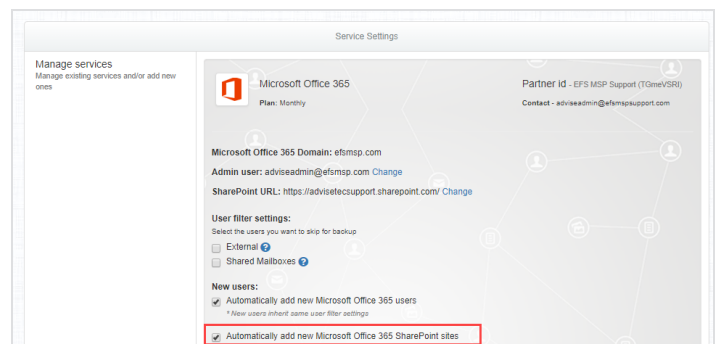 Service Settings
Manage services
Manage existing services and/or add new
ones
Microsoft Office 365
Plan: Monthly
Partner id - EFS MSP Support (TGmeVSRI)
Contact - adviseadmin@efsmspsupport.com
Microsoft Office 365 Domain: efsmsp.com
Admin user: adviseadmin@efsmsp.com Change
SharePoint URL: https://advisetecsupport.sharepoint.com/ Change
User filter settings:
Select the users you want to skip for backup
External ?
Shared Mailboxes ?
New users:
Automatically add new Microsoft Office 365 users
* New users inherit same user filter settings
Automatically add new Microsoft Office 365 SharePoint sites